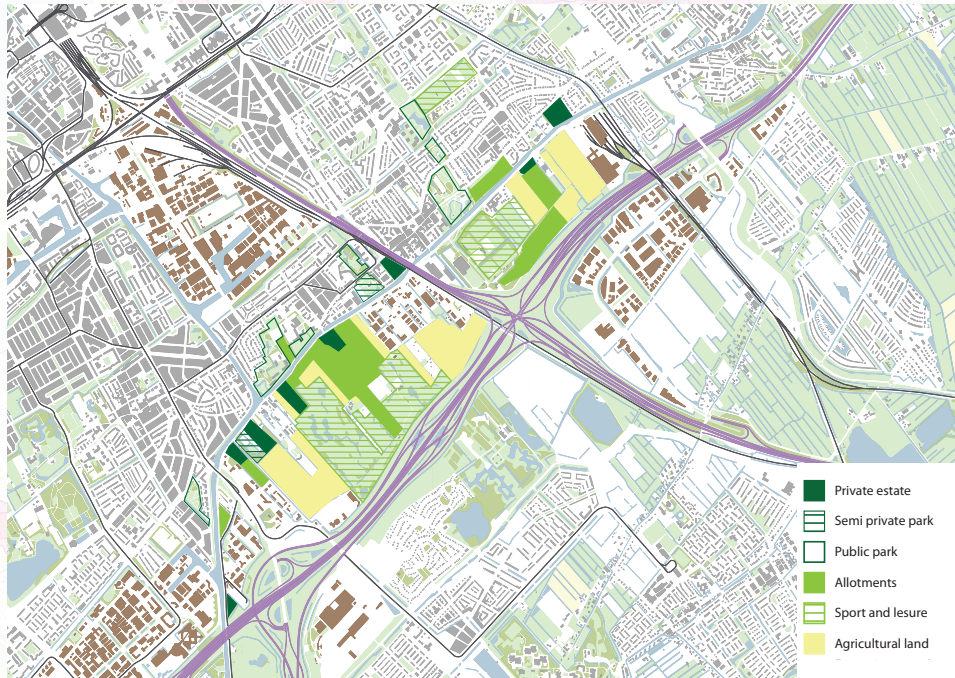 Private estate
Semi private park
Public park
Allotments
Sport and lesure
Agricultural land